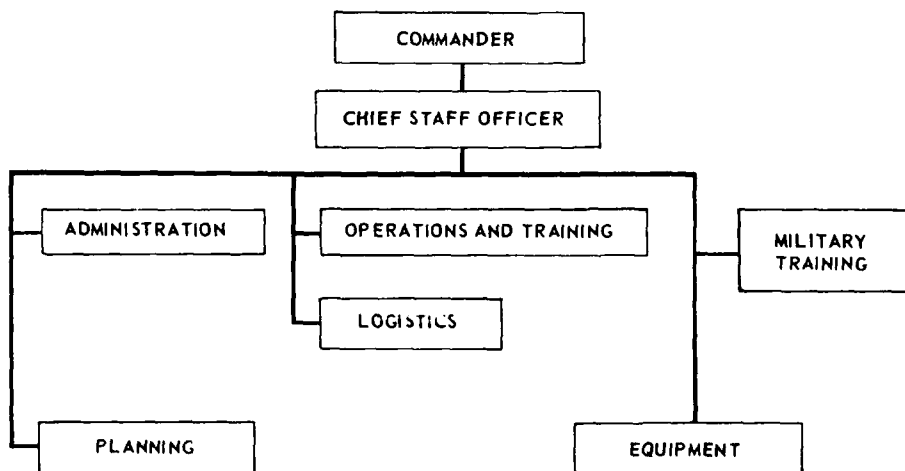 COMMANDER
CHIEF STAFF OFFICER
ADMINISTRATION
OPERATIONS AND TRAINING
MILITARY
TRAINING
LOGISTICS
PLANNING
EQUIPMENT